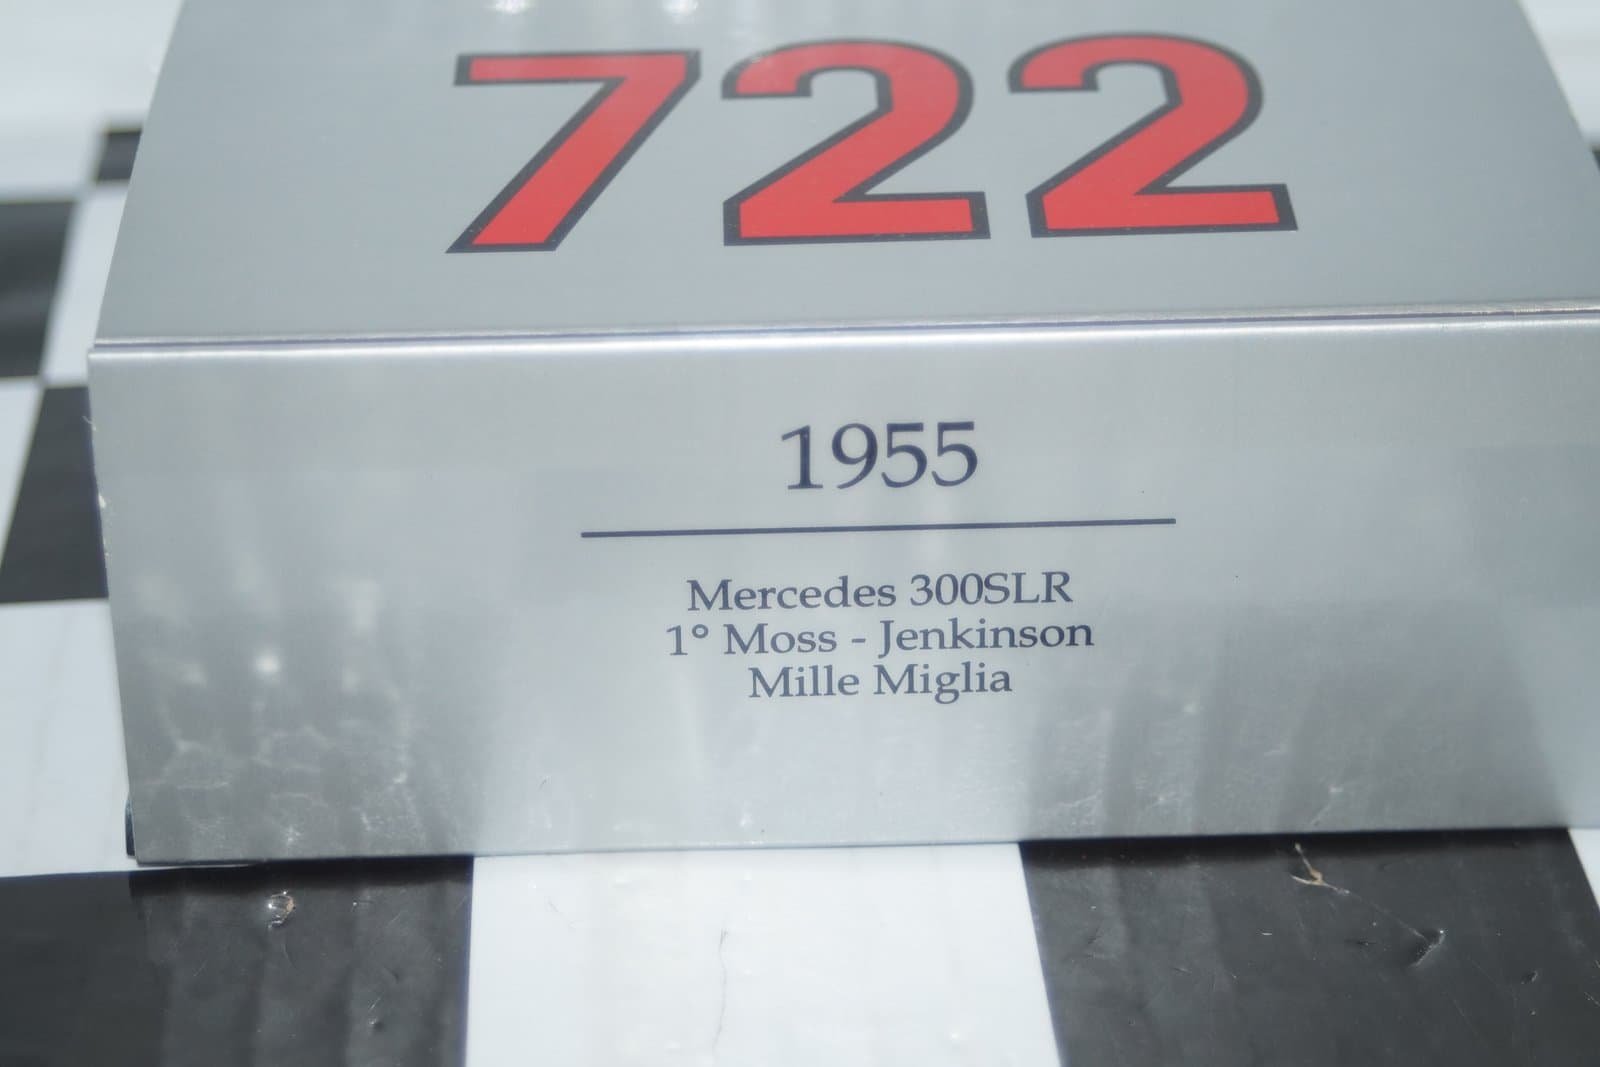 722
1955
Mercedes 300SLR
1° Moss - Jenkinson
Mille Miglia